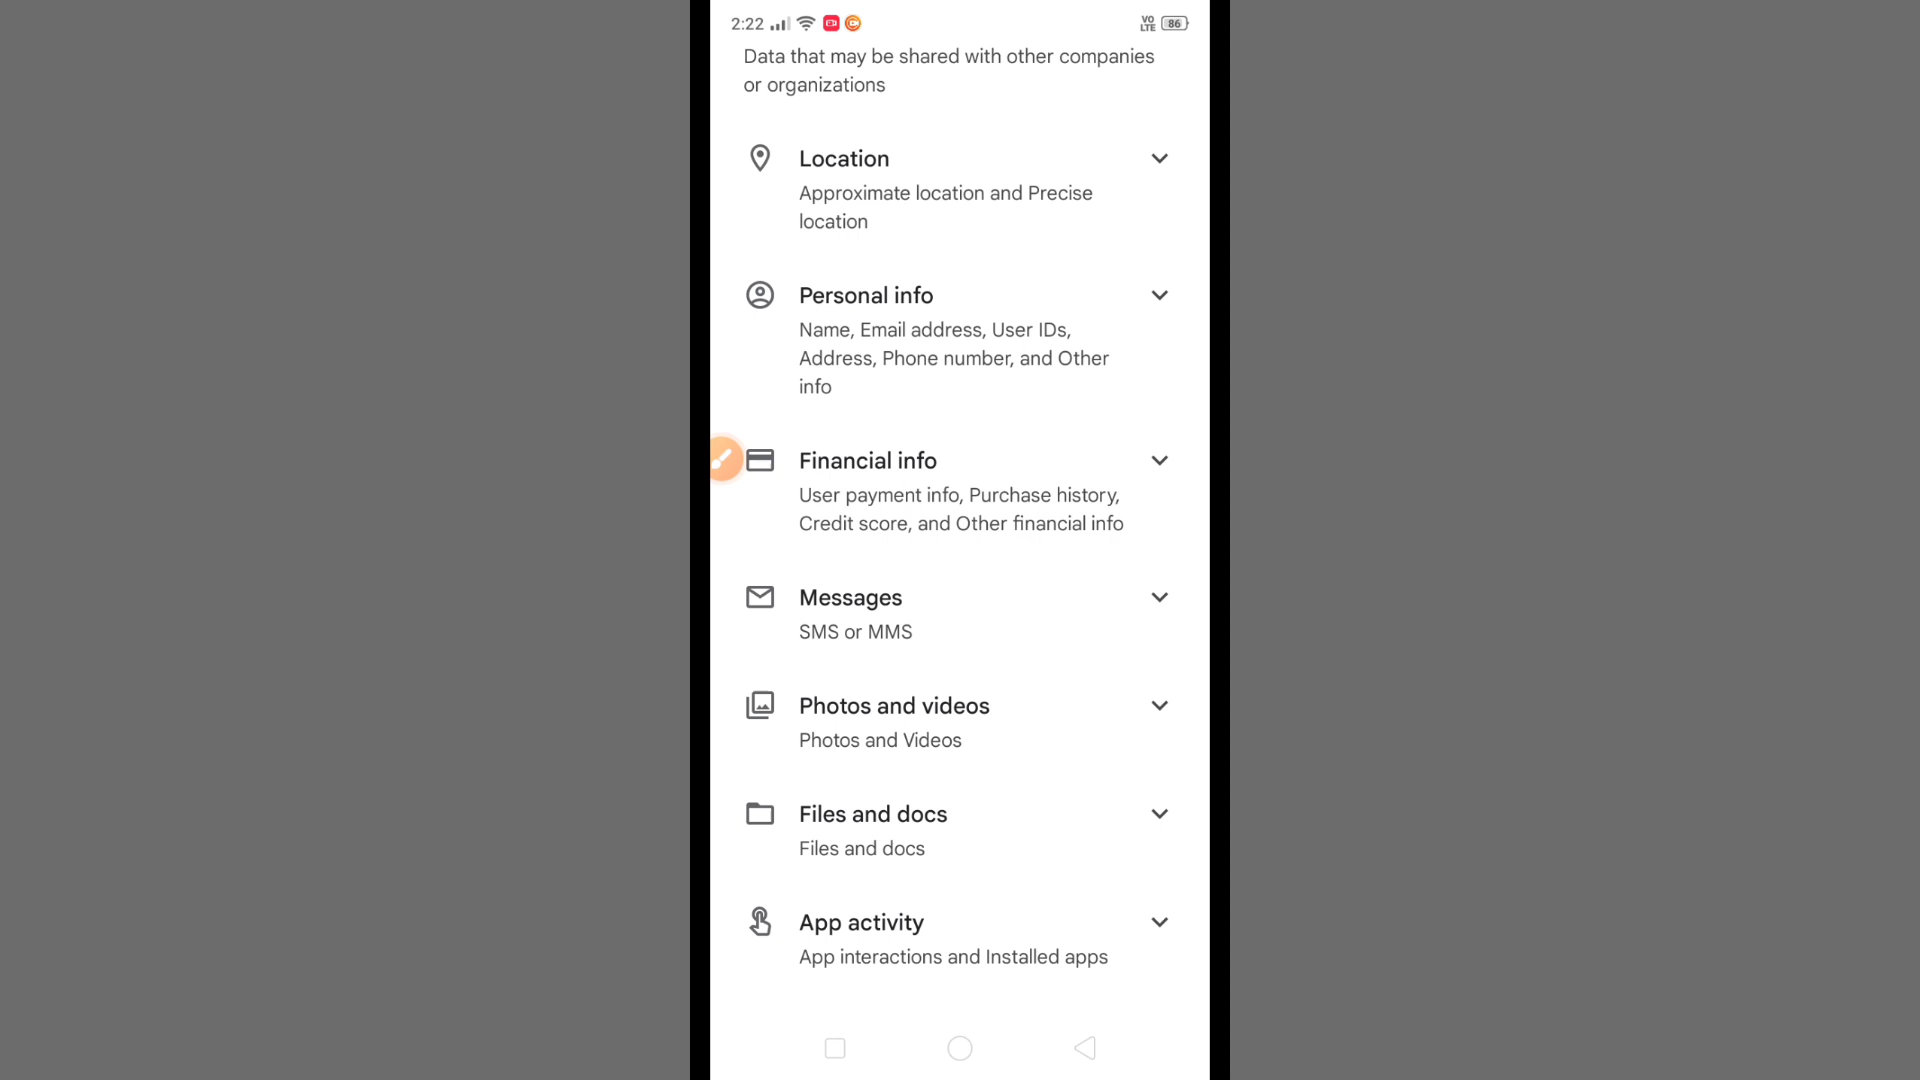 2:22
VO
LTE
86
Data that may be shared with other companies
or organizations
Location
Approximate location and Precise
location
Personal info
Name, Email address, User IDs,
Address, Phone number, and Other
info
Financial info
User payment info, Purchase history,
Credit score, and Other financial info
Messages
SMS or MMS
Photos and videos
Photos and Videos
Files and docs
Files and docs
App activity
App interactions and Installed apps